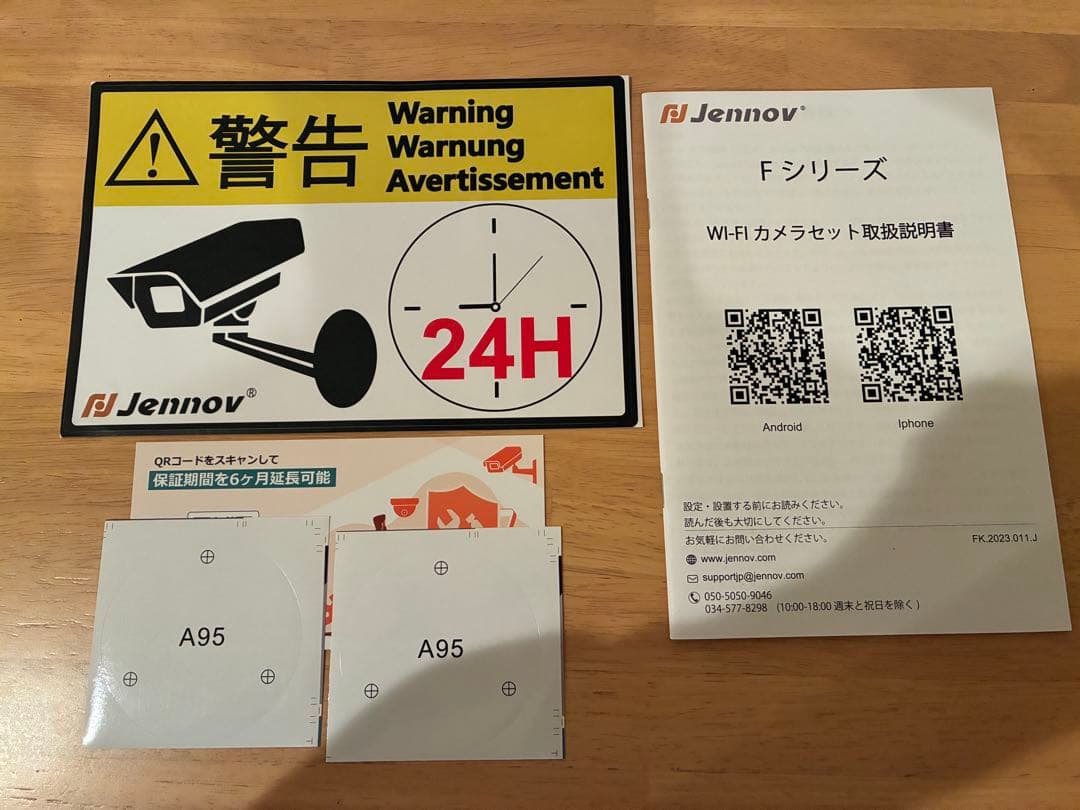 警告
Warning
Warnung
Avertissement
24H
Jennov®
Jennov®
Fシリーズ
WI-FI カメラセット取扱説明書
Android
Iphone
設定・設置する前にお読みください。
読んだ後も大切にしてください。
お気軽にお問い合わせください。
FK.2023.011.J
www.jennov.com
supportjp@jennov.com
050-5050-9046
034-577-8298 (10:00-18:00 週末と祝日を除く)
QRコードをスキャンして
保証期間を6ヶ月延長可能
A95
A95